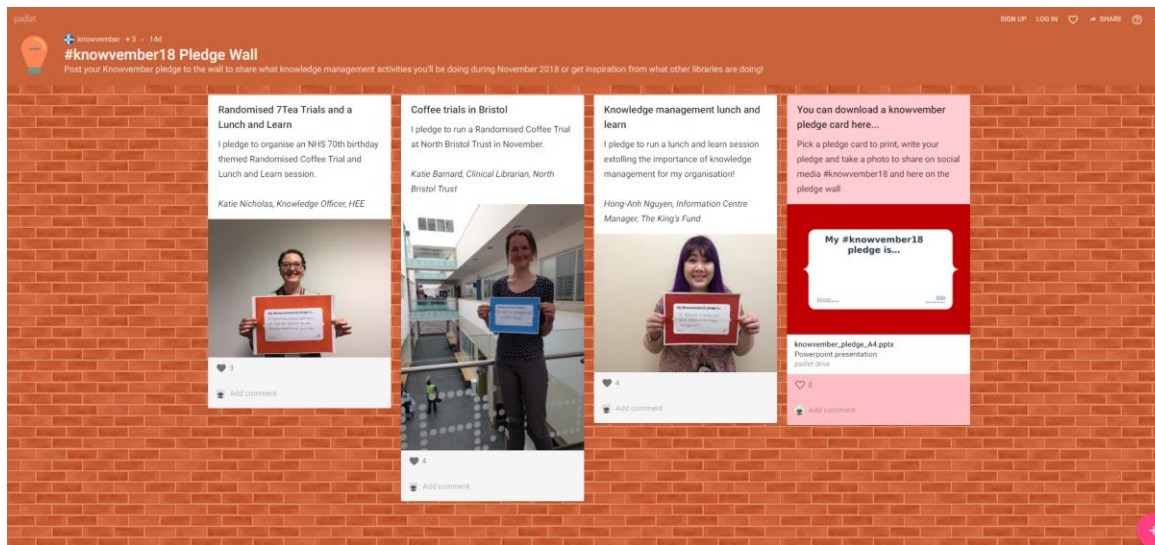 padlet
SIGN UP LOG IN SHARE
knowvember + 3 • 14d
#knowvember18 Pledge Wall
Post your Knowvember pledge to the wall to share what knowledge management activities you'll be doing during November 2018 or get inspiration from what other libraries are doing!
Randomised 7Tea Trials and a
Lunch and Learn
I pledge to organise an NHS 70th birthday
themed Randomised Coffee Trial and
Lunch and Learn session.
Katie Nicholas, Knowledge Officer, HEE
3
Add comment
Coffee trials in Bristol
I pledge to run a Randomised Coffee Trial
at North Bristol Trust in November.
Katie Barnard, Clinical Librarian, North
Bristol Trust
4
Add comment
Knowledge management lunch and
learn
I pledge to run a lunch and learn session
extolling the importance of knowledge
management for my organisation!
Hong-Anh Nguyen, Information Centre
Manager, The King's Fund
4
Add comment
You can download a knowvember
pledge card here...
Pick a pledge card to print, write your
pledge and take a photo to share on social
media #knowvember18 and here on the
pledge wall
My #knowvember18
pledge is...
NHS
knowvember_pledge_A4.pptx
Powerpoint presentation
padlet drive
0
Add comment